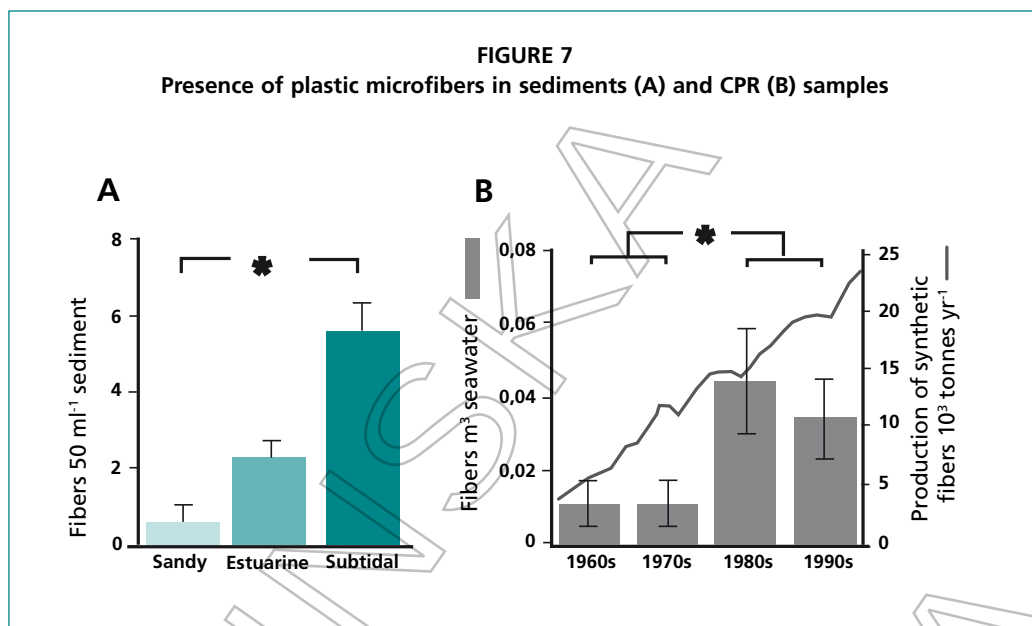 FIGURE 7
Presence of plastic microfibers in sediments (A) and CPR (B) samples
A
Fibers 50 ml⁻¹ sediment
8
6
4
2
0
*
Sandy Estuarine Subtidal
B
Fibers m³ seawater
0,08
0,06
0,04
0,02
0
*
1960s 1970s 1980s 1990s
25
20
15
10
5
0
Production of synthetic
fibers 10³ tonnes yr⁻¹